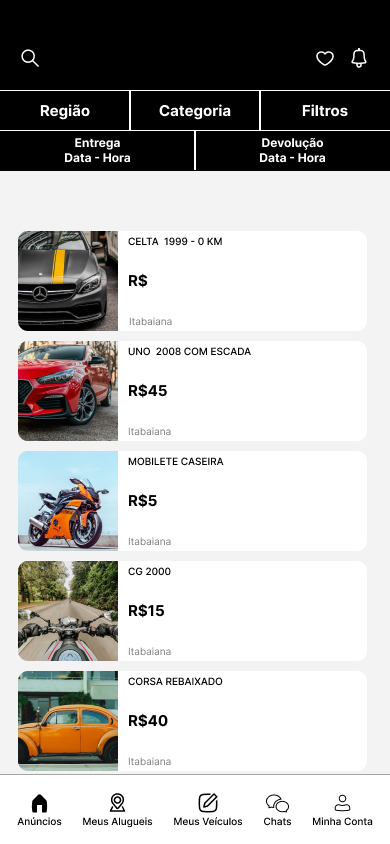 Região
Categoria
Filtros
Entrega
Data - Hora
Devolução
Data - Hora
CELTA 1999 - 0 KM
R$
Itabaiana
UNO 2008 COM ESCADA
R$45
Itabaiana
MOBILETE CASEIRA
R$5
Itabaiana
CG 2000
R$15
Itabaiana
CORSA REBAIXADO
R$40
Itabaiana
Anúncios
Meus Alugueis
Meus Veículos
Chats
Minha Conta